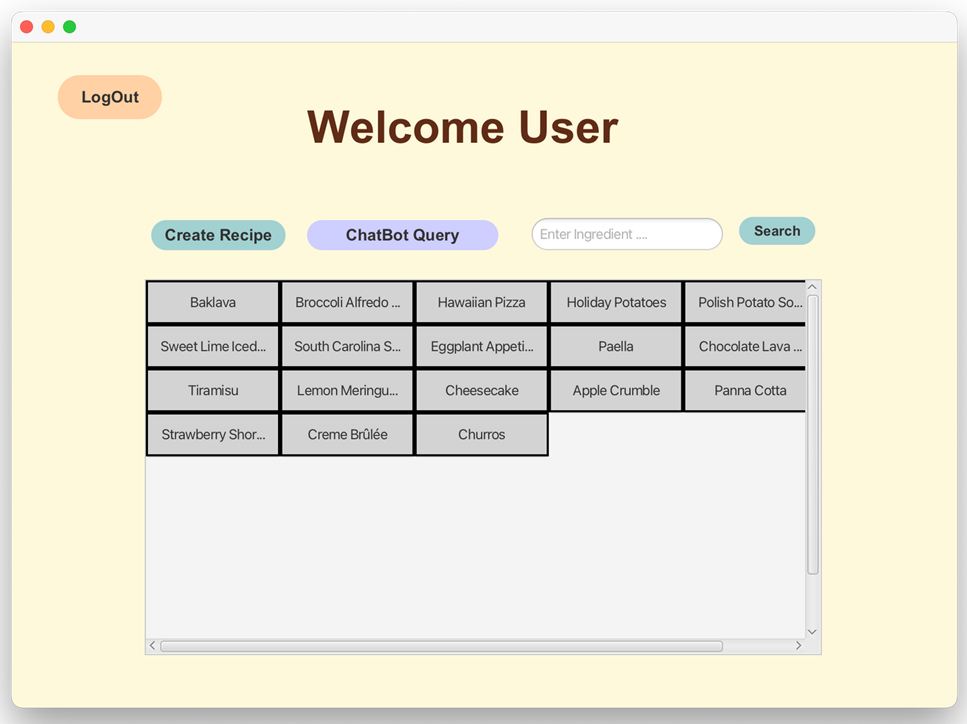 LogOut
Welcome User
Create Recipe ChatBot Query Enter Ingredient .... Search
Baklava Broccoli Alfredo ... Hawaiian Pizza Holiday Potatoes Polish Potato So...
Sweet Lime Iced... South Carolina S... Eggplant Appeti... Paella Chocolate Lava ...
Tiramisu Lemon Meringu... Cheesecake Apple Crumble Panna Cotta
Strawberry Shor... Creme Brûlée Churros